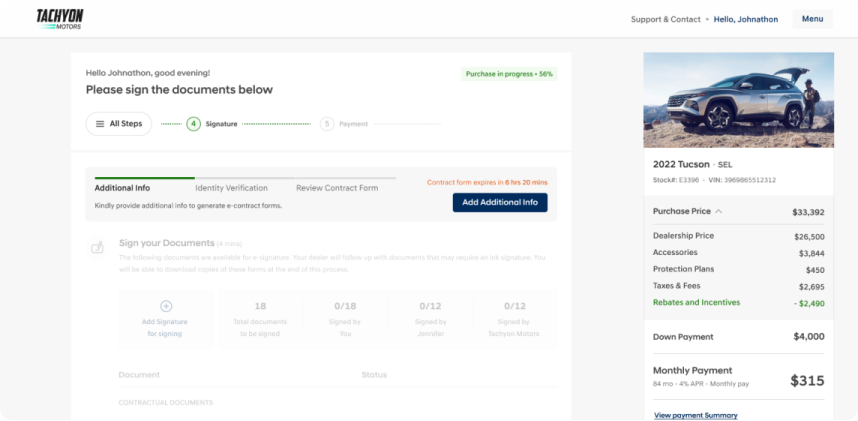 TACHYON
MOTORS
Support & Contact • Hello, Johnathon Menu
Hello Johnathon, good evening!
Purchase in progress • 56%
Please sign the documents below
All Steps 4 Signature 5 Payment
Additional Info Identity Verification Review Contract Form
Contract form expires in 6 hrs 20 mins
Kindly provide additional info to generate e-contract forms.
Add Additional Info
Sign your Documents (4 mins)
The following documents are available for e-signature. Your dealer will follow up with documents that may require an ink signature. You
will be able to download copies of these forms at the end of this process.
Add Signature
for signing
18
Total documents
to be signed
0/18
Signed by
You
0/12
Signed by
Jennifer
0/12
Signed by
Tachyon Motors
Document Status
CONTRACTUAL DOCUMENTS
2022 Tucson · SEL
Stock#: E3396 · VIN: 3969865512312
Purchase Price $33,392
Dealership Price $26,500
Accessories $3,844
Protection Plans $450
Taxes & Fees $2,695
Rebates and Incentives - $2,490
Down Payment $4,000
Monthly Payment
84 mo · 4% APR · Monthly pay
$315
View payment Summary